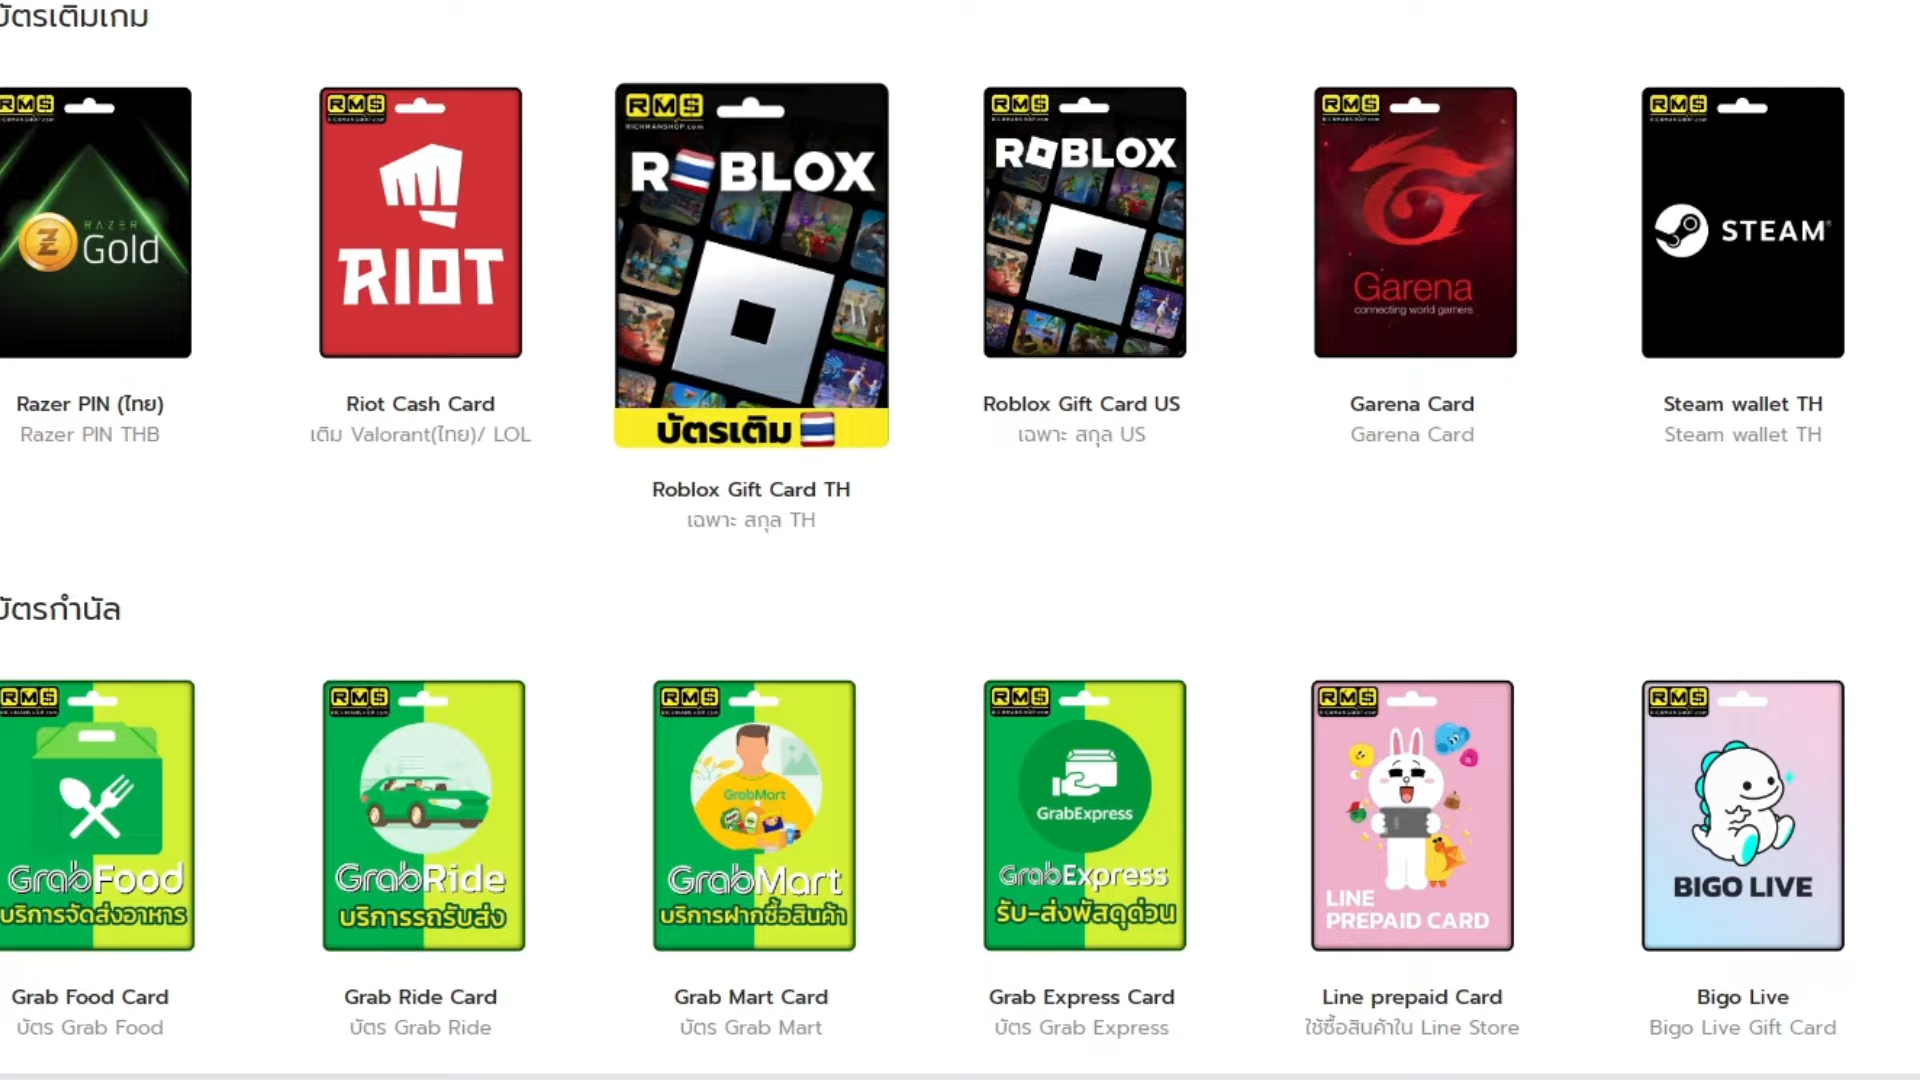 บัตรเติมเกม
RMS
RAZER
Gold
RMS
RIOT
RMS
RICHMANSHOP.com
ROBLOX
บัตรเติม
RMS
ROBLOX
RMS
Garena
connecting world gamers
RMS
STEAM
Razer PIN (ไทย)
Razer PIN THB
Riot Cash Card
เติม Valorant(ไทย)/ LOL
Roblox Gift Card TH
เฉพาะ สกุล TH
Roblox Gift Card US
เฉพาะ สกุล US
Garena Card
Garena Card
Steam wallet TH
Steam wallet TH
บัตรกำนัล
RMS
GrabFood
บริการจัดส่งอาหาร
RMS
GrabRide
บริการรถรับส่ง
RMS
GrabMart
GrabMart
บริการฝากซื้อสินค้า
RMS
GrabExpress
GrabExpress
รับ-ส่งพัสดุด่วน
RMS
LINE
PREPAID CARD
RMS
BIGO LIVE
Grab Food Card
บัตร Grab Food
Grab Ride Card
บัตร Grab Ride
Grab Mart Card
บัตร Grab Mart
Grab Express Card
บัตร Grab Express
Line prepaid Card
ใช้ซื้อสินค้าใน Line Store
Bigo Live
Bigo Live Gift Card